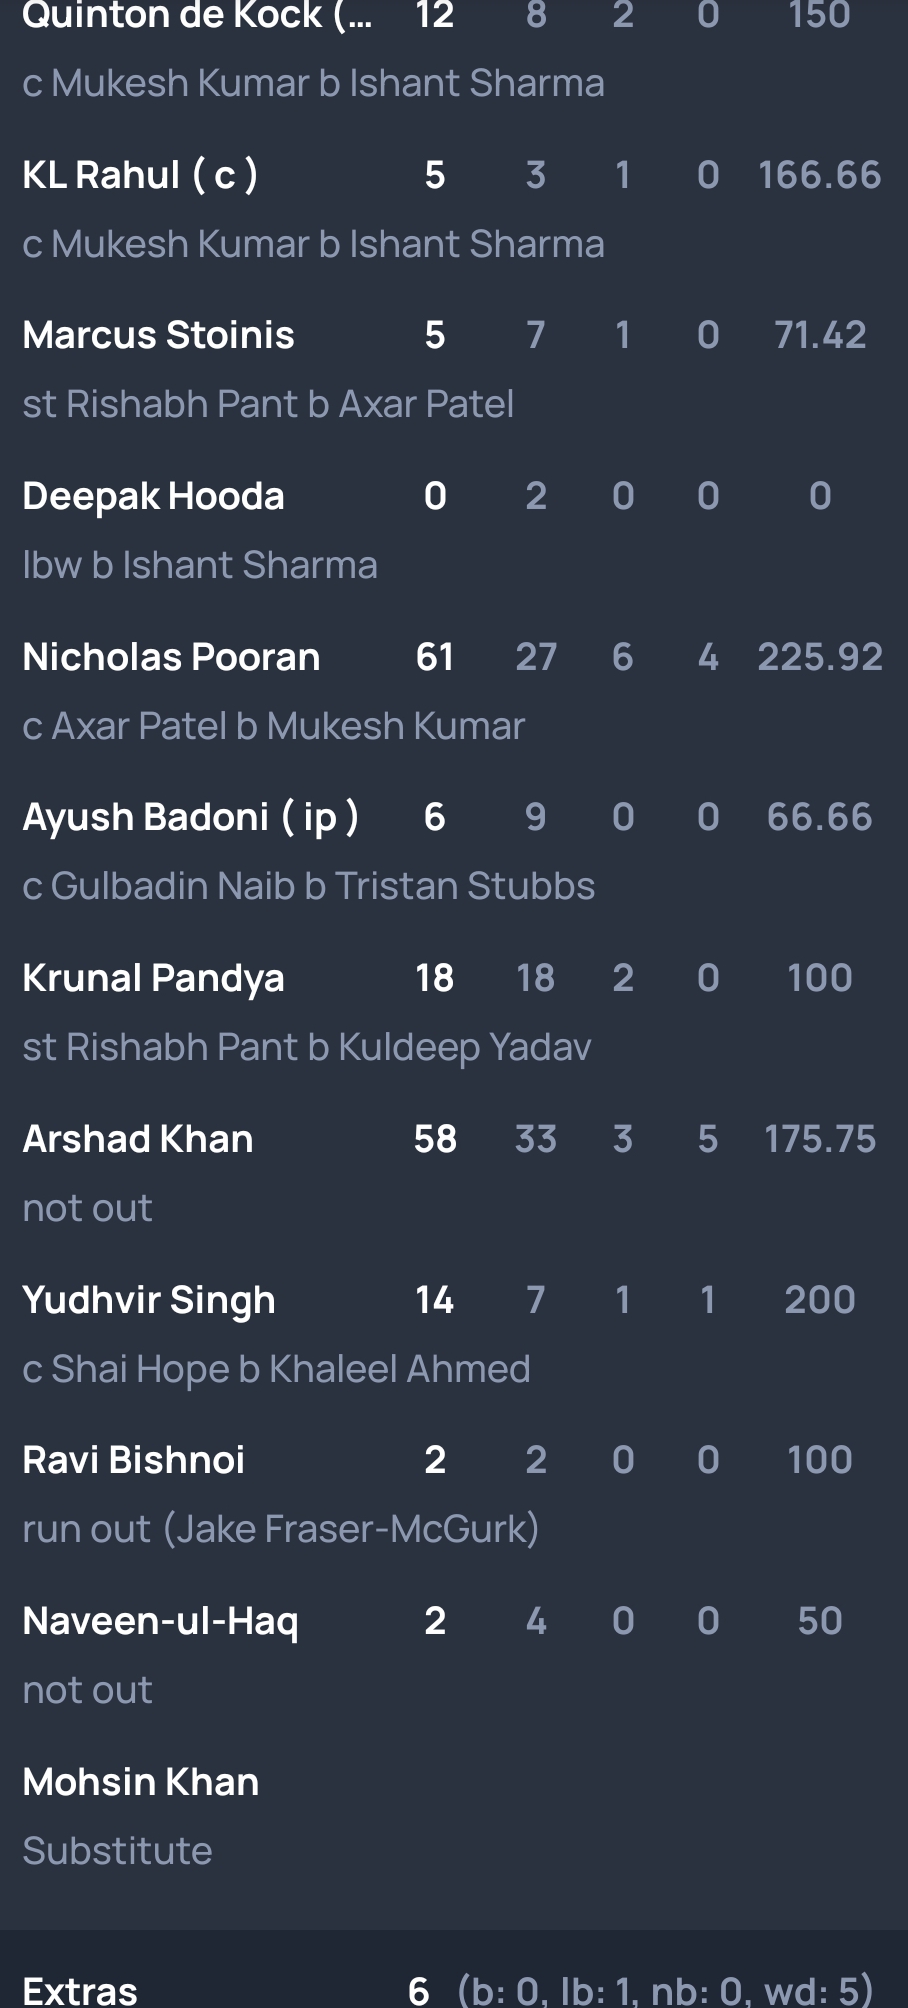 Quinton de Kock (... 12 8 2 0 150
c Mukesh Kumar b Ishant Sharma
KL Rahul ( c ) 5 3 1 0 166.66
c Mukesh Kumar b Ishant Sharma
Marcus Stoinis 5 7 1 0 71.42
st Rishabh Pant b Axar Patel
Deepak Hooda 0 2 0 0 0
lbw b Ishant Sharma
Nicholas Pooran 61 27 6 4 225.92
c Axar Patel b Mukesh Kumar
Ayush Badoni ( ip ) 6 9 0 0 66.66
c Gulbadin Naib b Tristan Stubbs
Krunal Pandya 18 18 2 0 100
st Rishabh Pant b Kuldeep Yadav
Arshad Khan 58 33 3 5 175.75
not out
Yudhvir Singh 14 7 1 1 200
c Shai Hope b Khaleel Ahmed
Ravi Bishnoi 2 2 0 0 100
run out (Jake Fraser-McGurk)
Naveen-ul-Haq 2 4 0 0 50
not out
Mohsin Khan
Substitute
Extras 6 (b: 0, lb: 1, nb: 0, wd: 5)